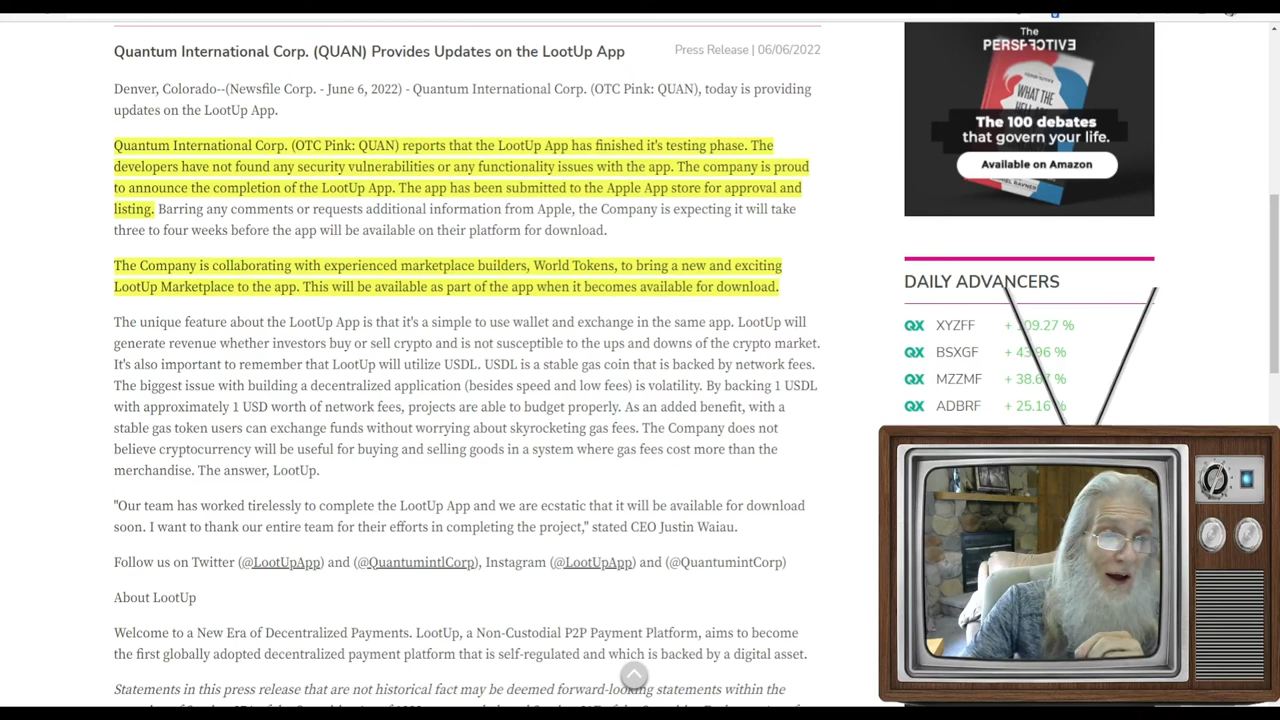 Quantum International Corp. (QUAN) Provides Updates on the LootUp App
Press Release | 06/06/2022
Denver, Colorado--(Newsfile Corp. - June 6, 2022) - Quantum International Corp. (OTC Pink: QUAN), today is providing
updates on the LootUp App.
Quantum International Corp. (OTC Pink: QUAN) reports that the LootUp App has finished it's testing phase. The
developers have not found any security vulnerabilities or any functionality issues with the app. The company is proud
to announce the completion of the LootUp App. The app has been submitted to the Apple App store for approval and
listing. Barring any comments or requests additional information from Apple, the Company is expecting it will take
three to four weeks before the app will be available on their platform for download.
The Company is collaborating with experienced marketplace builders, World Tokens, to bring a new and exciting
LootUp Marketplace to the app. This will be available as part of the app when it becomes available for download.
The unique feature about the LootUp App is that it's a simple to use wallet and exchange in the same app. LootUp will
generate revenue whether investors buy or sell crypto and is not susceptible to the ups and downs of the crypto market.
It's also important to remember that LootUp will utilize USDL. USDL is a stable gas coin that is backed by network fees.
The biggest issue with building a decentralized application (besides speed and low fees) is volatility. By backing 1 USDL
with approximately 1 USD worth of network fees, projects are able to budget properly. As an added benefit, with a
stable gas token users can exchange funds without worrying about skyrocketing gas fees. The Company does not
believe cryptocurrency will be useful for buying and selling goods in a system where gas fees cost more than the
merchandise. The answer, LootUp.
"Our team has worked tirelessly to complete the LootUp App and we are ecstatic that it will be available for download
soon. I want to thank our entire team for their efforts in completing the project," stated CEO Justin Waiau.
Follow us on Twitter (@LootUpApp) and (@QuantumintlCorp), Instagram (@LootUpApp) and (@QuantumintCorp)
About LootUp
Welcome to a New Era of Decentralized Payments. LootUp, a Non-Custodial P2P Payment Platform, aims to become
the first globally adopted decentralized payment platform that is self-regulated and which is backed by a digital asset.
Statements in this press release that are not historical fact may be deemed forward-looking statements within the
The
PERSPECTIVE
WHAT THE
The 100 debates
that govern your life.
Available on Amazon
DAILY ADVANCERS
QX XYZFF + 09.27 %
QX BSXGF + 43.96 %
QX MZZMF + 38.67 %
QX ADBRF + 25.16 %